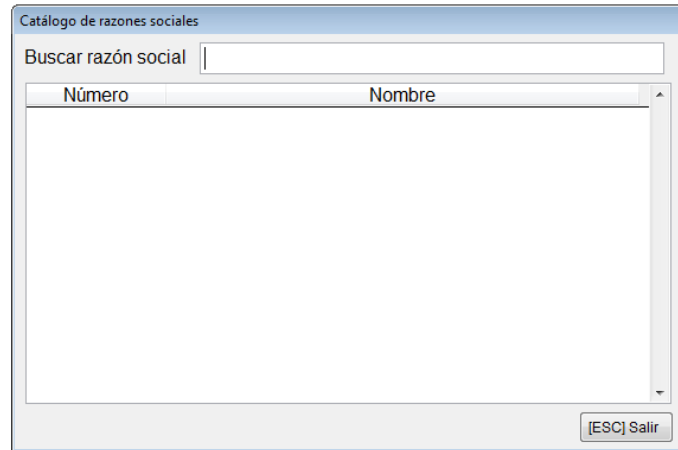 Catálogo de razones sociales
Buscar razón social
Número Nombre
[ESC] Salir